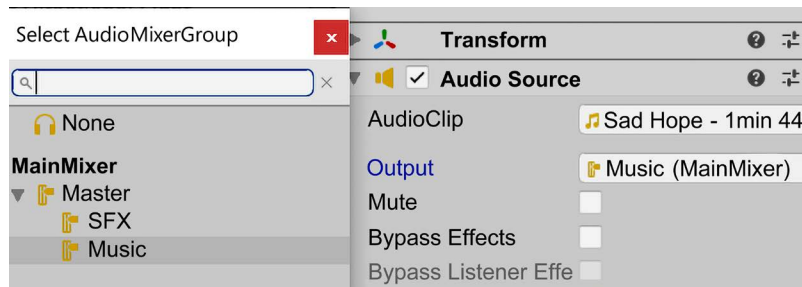 Select AudioMixerGroup
None
MainMixer
Master
SFX
Music
Transform
Audio Source
AudioClip
Sad Hope - 1min 44
Output
Music (MainMixer)
Mute
Bypass Effects
Bypass Listener Effe